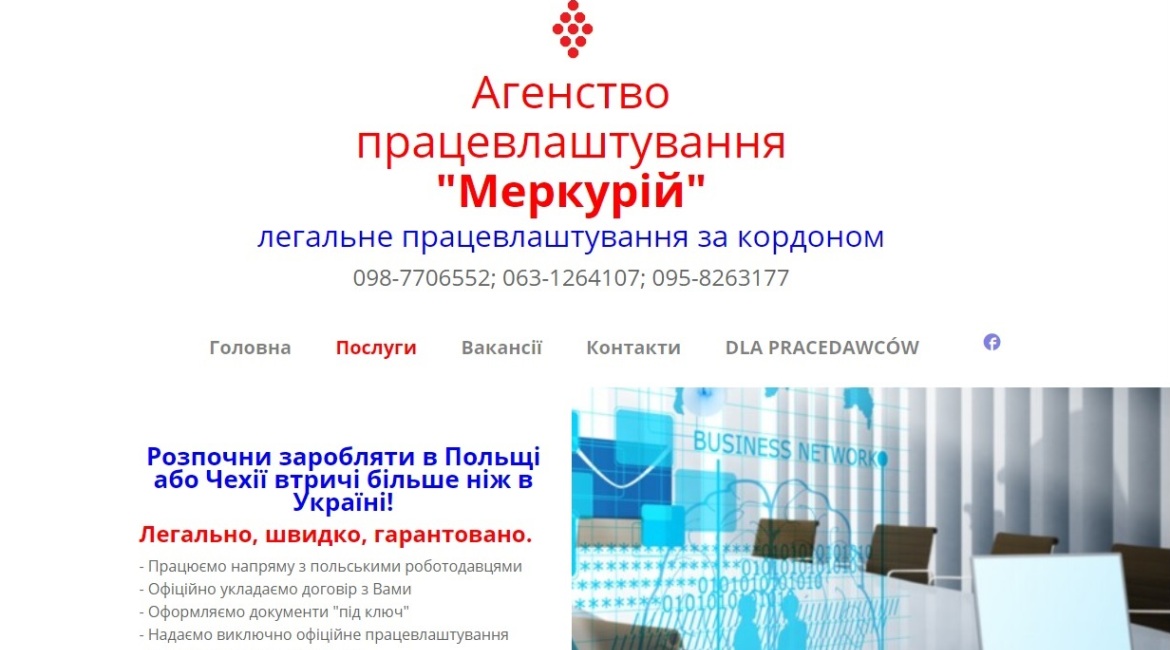 Агенство
працевлаштування
"Меркурій"
легальне працевлаштування за кордоном
098-7706552; 063-1264107; 095-8263177
Головна Послуги Вакансії Контакти DLA PRACEDAWCÓW
Розпочни заробляти в Польщі
або Чехії втричі більше ніж в
Україні!
Легально, швидко, гарантовано.
- Працюємо напряму з польськими роботодавцями
- Офіційно укладаємо договір з Вами
- Оформляємо документи "під ключ"
- Надаємо виключно офіційне працевлаштування
BUSINESS NETWORK